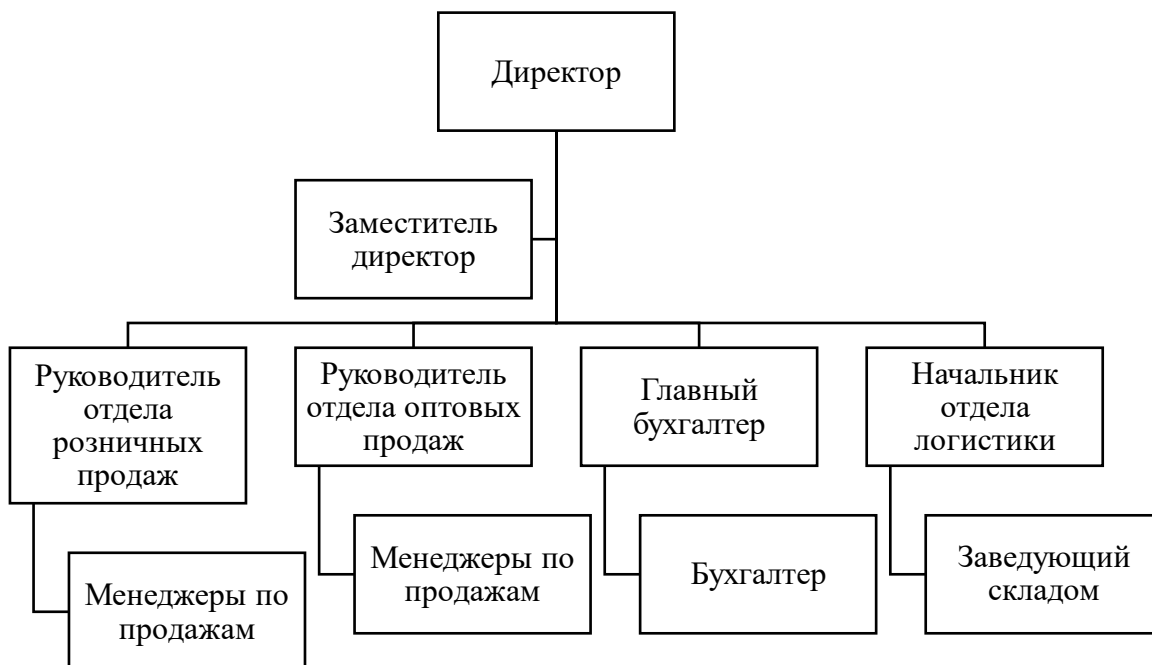 Директор
Заместитель
директор
Руководитель
отдела
розничных
продаж
Руководитель
отдела оптовых
продаж
Главный
бухгалтер
Начальник
отдела
логистики
Менеджеры по
продажам
Менеджеры по
продажам
Бухгалтер
Заведующий
складом